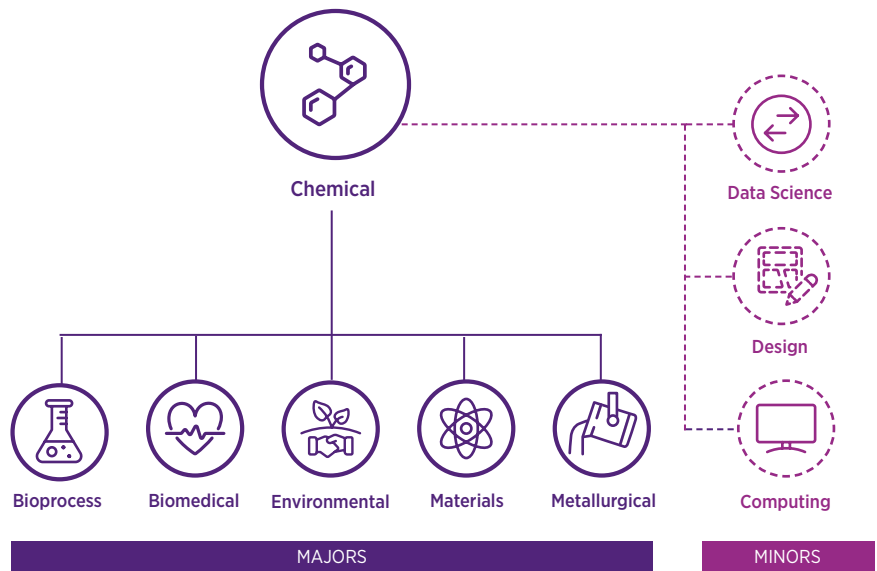 Chemical
Data Science
Design
Bioprocess
Biomedical
Environmental
Materials
Metallurgical
Computing
MAJORS
MINORS